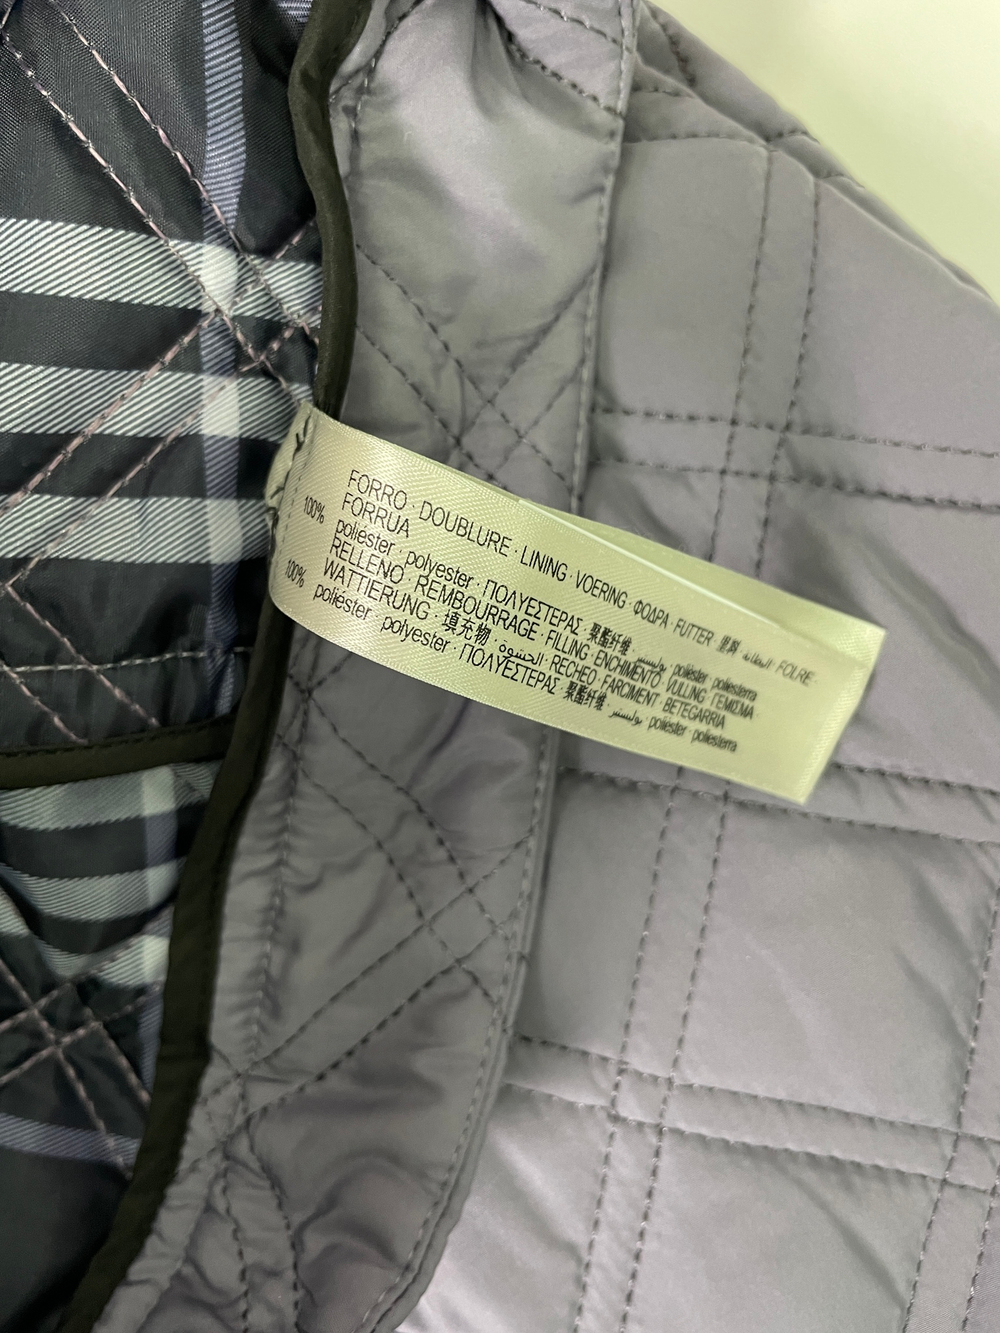 FORRO · DOUBLURE · LINING · VOERING · ΦΟΔΡΑ · FUTTER · 里料 · البطانة · FOLRE ·
FORRUA
100% poliéster · polyester · ΠΟΛΥΕΣΤΕΡΑΣ · 聚酯纤维 · بوليستر · polièster · poliesterra
RELLENO · REMBOURRAGE · FILLING · ENCHIMENTO · VULLING · ΓΕΜΙΣΜΑ ·
WATTIERUNG · 填充物 · الحشوة · RECHEO · FARCIMENT · BETEGARRIA
100% poliéster · polyester · ΠΟΛΥΕΣΤΕΡΑΣ · 聚酯纤维 · بوليستر · polièster · poliesterra